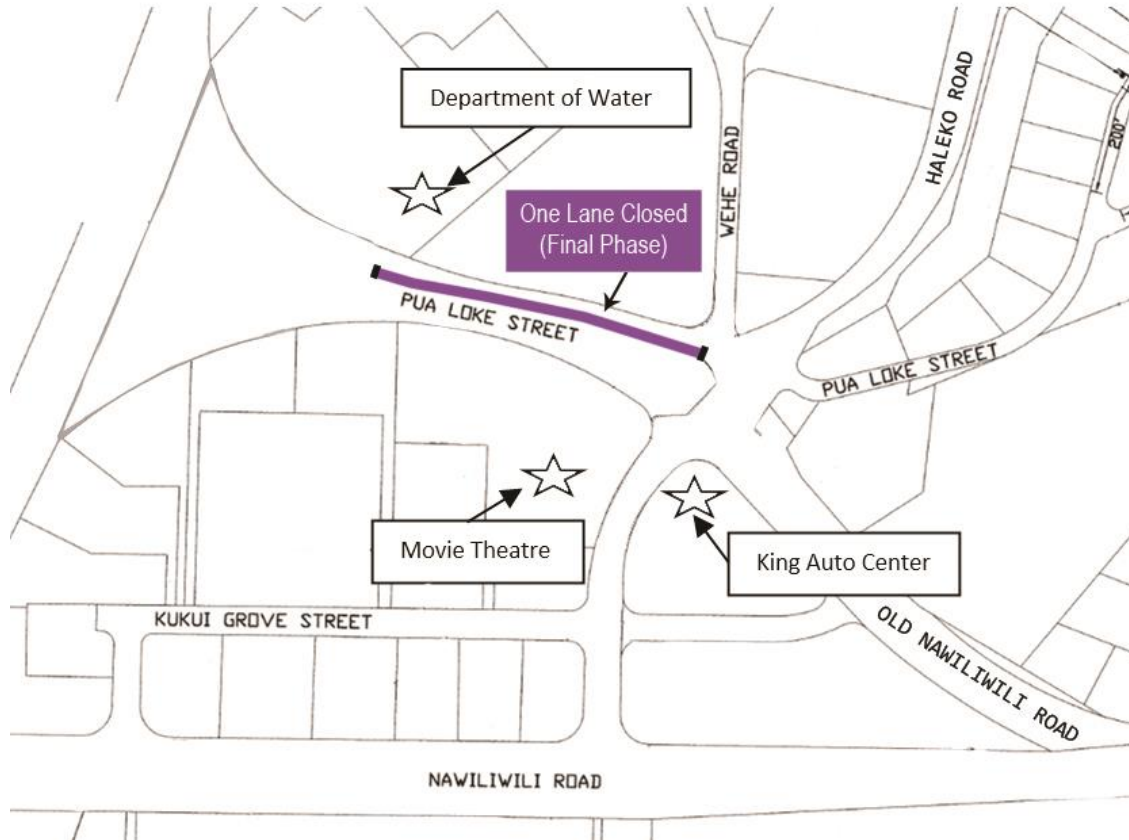 Department of Water
WEHE ROAD
HALEKO ROAD
200'
One Lane Closed
(Final Phase)
PUA LOKE STREET
PUA LOKE STREET
Movie Theatre
King Auto Center
KUKUI GROVE STREET
OLD NAWILIWILI ROAD
NAWILIWILI ROAD